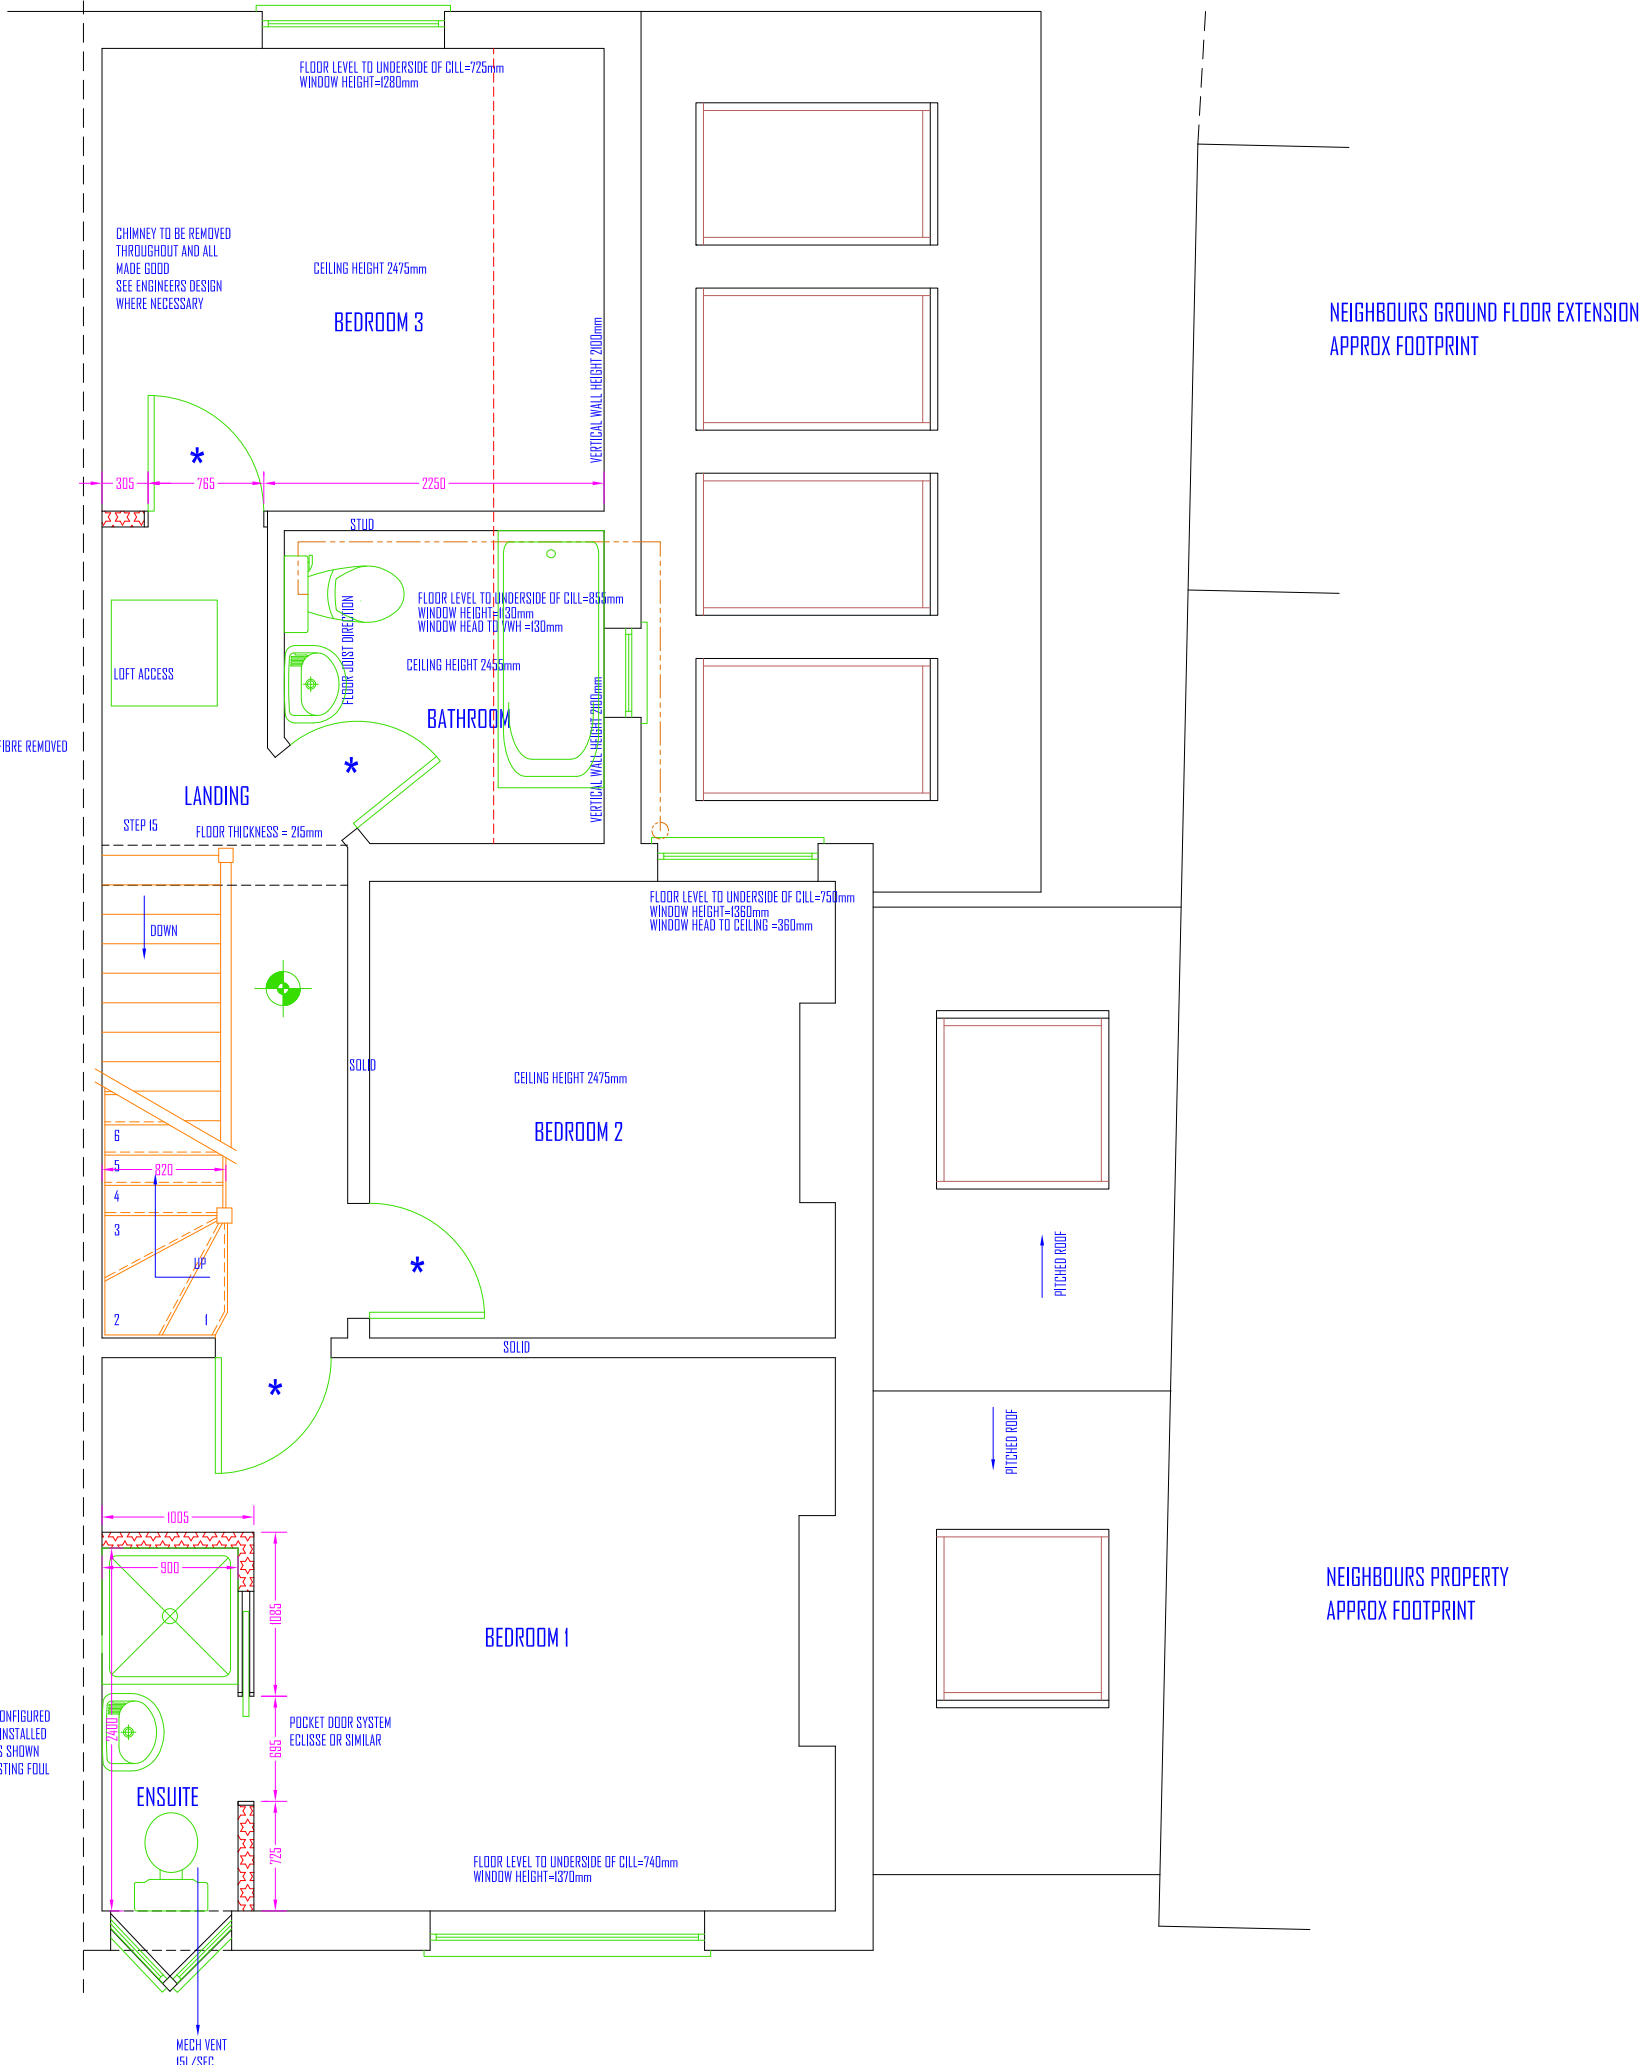 FLOOR LEVEL TO UNDERSIDE OF CILL=725mm
WINDOW HEIGHT=1280mm
CHIMNEY TO BE REMOVED
THROUGHOUT AND ALL
MADE GOOD
SEE ENGINEERS DESIGN
WHERE NECESSARY
CEILING HEIGHT 2475mm
BEDROOM 3
VERTICAL WALL HEIGHT 2100mm
NEIGHBOURS GROUND FLOOR EXTENSION
APPROX FOOTPRINT
*
305
765
2250
STUD
FLOOR LEVEL TO UNDERSIDE OF CILL=855mm
WINDOW HEIGHT=1130mm
WINDOW HEAD TO VWH =130mm
FLOOR JOIST DIRECTION
CEILING HEIGHT 2455mm
LOFT ACCESS
BATHROOM
VERTICAL WALL HEIGHT 2100mm
FIBRE REMOVED
*
LANDING
STEP 15
FLOOR THICKNESS = 215mm
FLOOR LEVEL TO UNDERSIDE OF CILL=750mm
WINDOW HEIGHT=1360mm
WINDOW HEAD TO CEILING =360mm
DOWN
SOLID
CEILING HEIGHT 2475mm
BEDROOM 2
6
5
820
4
3
UP
2
1
*
PITCHED ROOF
SOLID
*
PITCHED ROOF
1005
900
1085
BEDROOM 1
NEIGHBOURS PROPERTY
APPROX FOOTPRINT
ONFIGURED
INSTALLED
S SHOWN
STING FOUL
2400
695
POCKET DOOR SYSTEM
ECLISSE OR SIMILAR
ENSUITE
725
FLOOR LEVEL TO UNDERSIDE OF CILL=740mm
WINDOW HEIGHT=1370mm
MECH VENT
15L/SEC